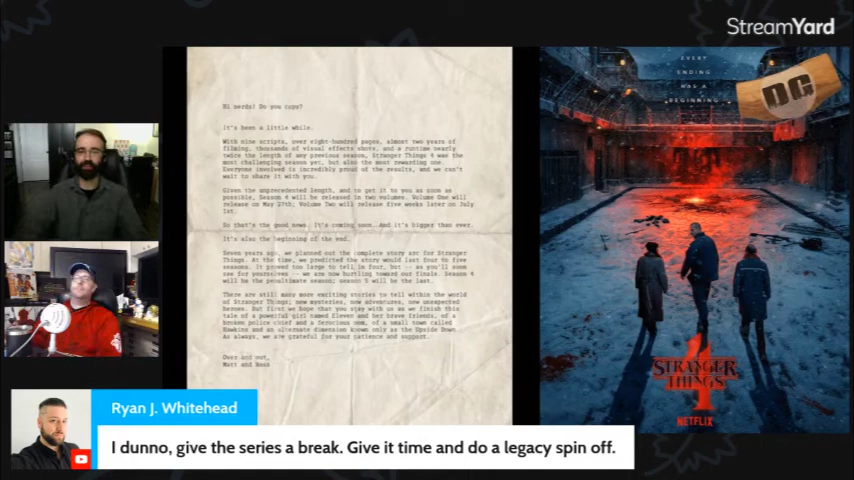 StreamYard
Hi nerds! Do you copy?
It's been a little while.
With nine scripts, over eight-hundred pages, almost two years of
filming, thousands of visual effects shots, and a runtime nearly
twice the length of any previous season, Stranger Things 4 was the
most challenging season yet, but also the most rewarding one.
Everyone involved is incredibly proud of the results, and we can't
wait to share it with you.
Given the unprecedented length, and to get it to you as soon as
possible, Season 4 will be released in two volumes. Volume One will
release on May 27th; Volume Two will release five weeks later on July
1st.
So that's the good news. It's coming soon. And it's bigger than ever.
It's also the beginning of the end.
Seven years ago, we planned out the complete story arc for Stranger
Things. At the time, we predicted the story would last four to five
seasons. It proved too large to tell in four, but -- as you'll soon
see for yourselves -- we are now hurtling toward our finale. Season 4
will be the penultimate season; season 5 will be the last.
There are still many more exciting stories to tell within the world
of Stranger Things; new mysteries, new adventures, new unexpected
heroes. But first we hope that you stay with us as we finish this
tale of a powerful girl named Eleven and her brave friends, of a
broken police chief and a ferocious mom, of a small town called
Hawkins and an alternate dimension known only as the Upside Down.
As always, we are grateful for your patience and support.
Over and out,
Matt and Ross
EVERY
ENDING
HAS A
BEGINNING
DG
STRANGER
THINGS
4
NETFLIX
Ryan J. Whitehead
I dunno, give the series a break. Give it time and do a legacy spin off.